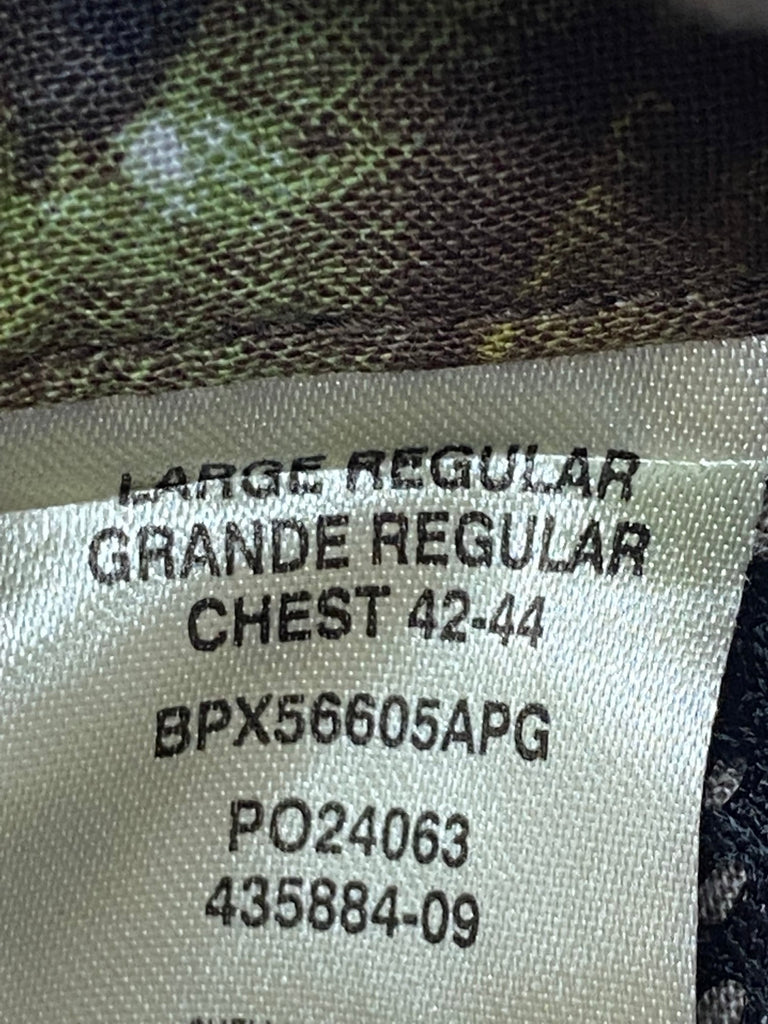 LARGE REGULAR
GRANDE REGULAR
CHEST 42-44
BPX56605APG
PO24063
435884-09